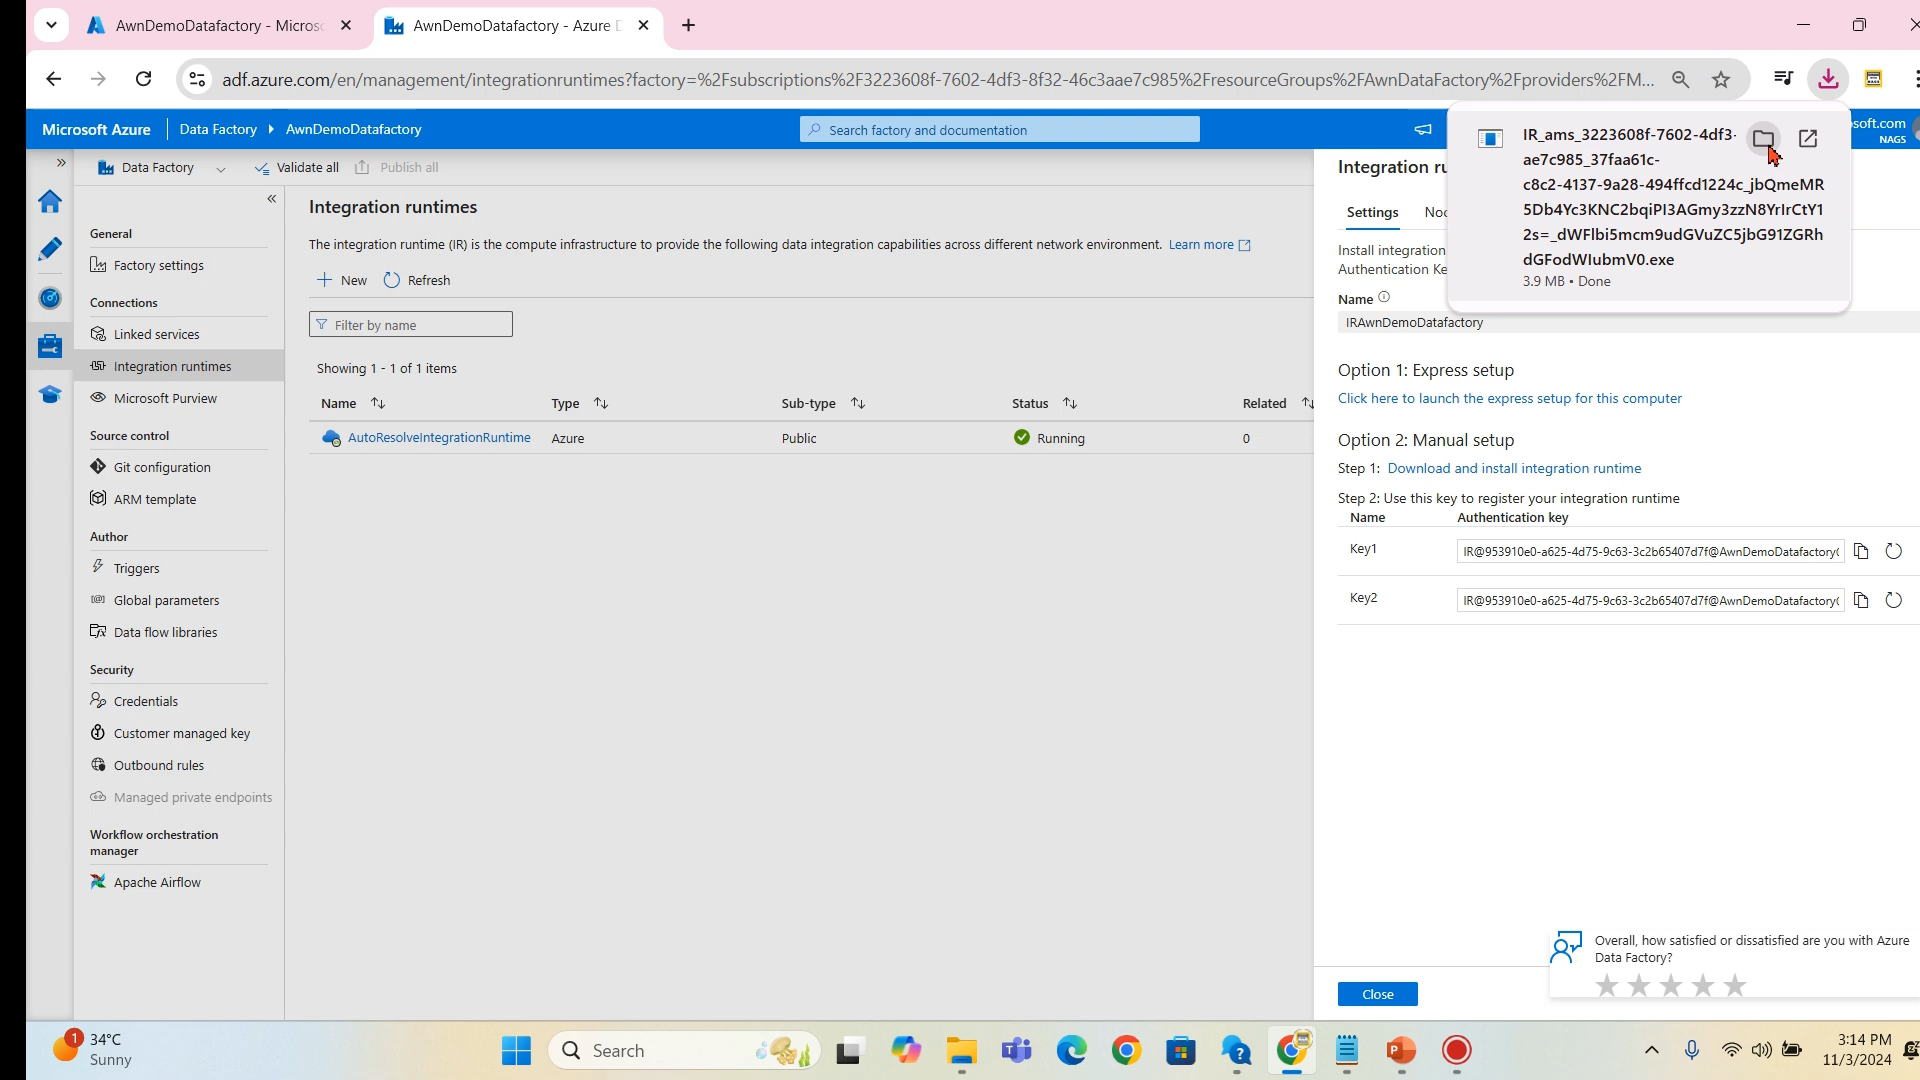 AwnDemoDatafactory - Micros
AwnDemoDatafactory - Azure D
adf.azure.com/en/management/integrationruntimes?factory=%2Fsubscriptions%2F3223608f-7602-4df3-8f32-46c3aae7c985%2FresourceGroups%2FAwnDataFactory%2Fproviders%2FM...
Microsoft Azure
Data Factory
AwnDemoDatafactory
Search factory and documentation
soft.com
NAGS
IR_ams_3223608f-7602-4df3-
ae7c985_37faa61c-
c8c2-4137-9a28-494ffcd1224c_jbQmeMR
5Db4Yc3KNC2bqiPI3AGmy3zzN8YrIrCtY1
2s=_dWFlbi5mcm9udGVuZC5jbG91ZGRh
dGFodWIubmV0.exe
3.9 MB • Done
Data Factory
Validate all
Publish all
General
Factory settings
Connections
Linked services
Integration runtimes
Microsoft Purview
Source control
Git configuration
ARM template
Author
Triggers
Global parameters
Data flow libraries
Security
Credentials
Customer managed key
Outbound rules
Managed private endpoints
Workflow orchestration
manager
Apache Airflow
Integration runtimes
The integration runtime (IR) is the compute infrastructure to provide the following data integration capabilities across different network environment. Learn more
New
Refresh
Filter by name
Showing 1 - 1 of 1 items
Name Type Sub-type Status Related
AutoResolveIntegrationRuntime Azure Public Running 0
Integration ru
Settings Noc
Install integration
Authentication Ke
Name
IRAwnDemoDatafactory
Option 1: Express setup
Click here to launch the express setup for this computer
Option 2: Manual setup
Step 1: Download and install integration runtime
Step 2: Use this key to register your integration runtime
Name Authentication key
Key1 IR@953910e0-a625-4d75-9c63-3c2b65407d7f@AwnDemoDatafactory(
Key2 IR@953910e0-a625-4d75-9c63-3c2b65407d7f@AwnDemoDatafactory(
Overall, how satisfied or dissatisfied are you with Azure
Data Factory?
Close
1
34°C
Sunny
Search
3:14 PM
11/3/2024